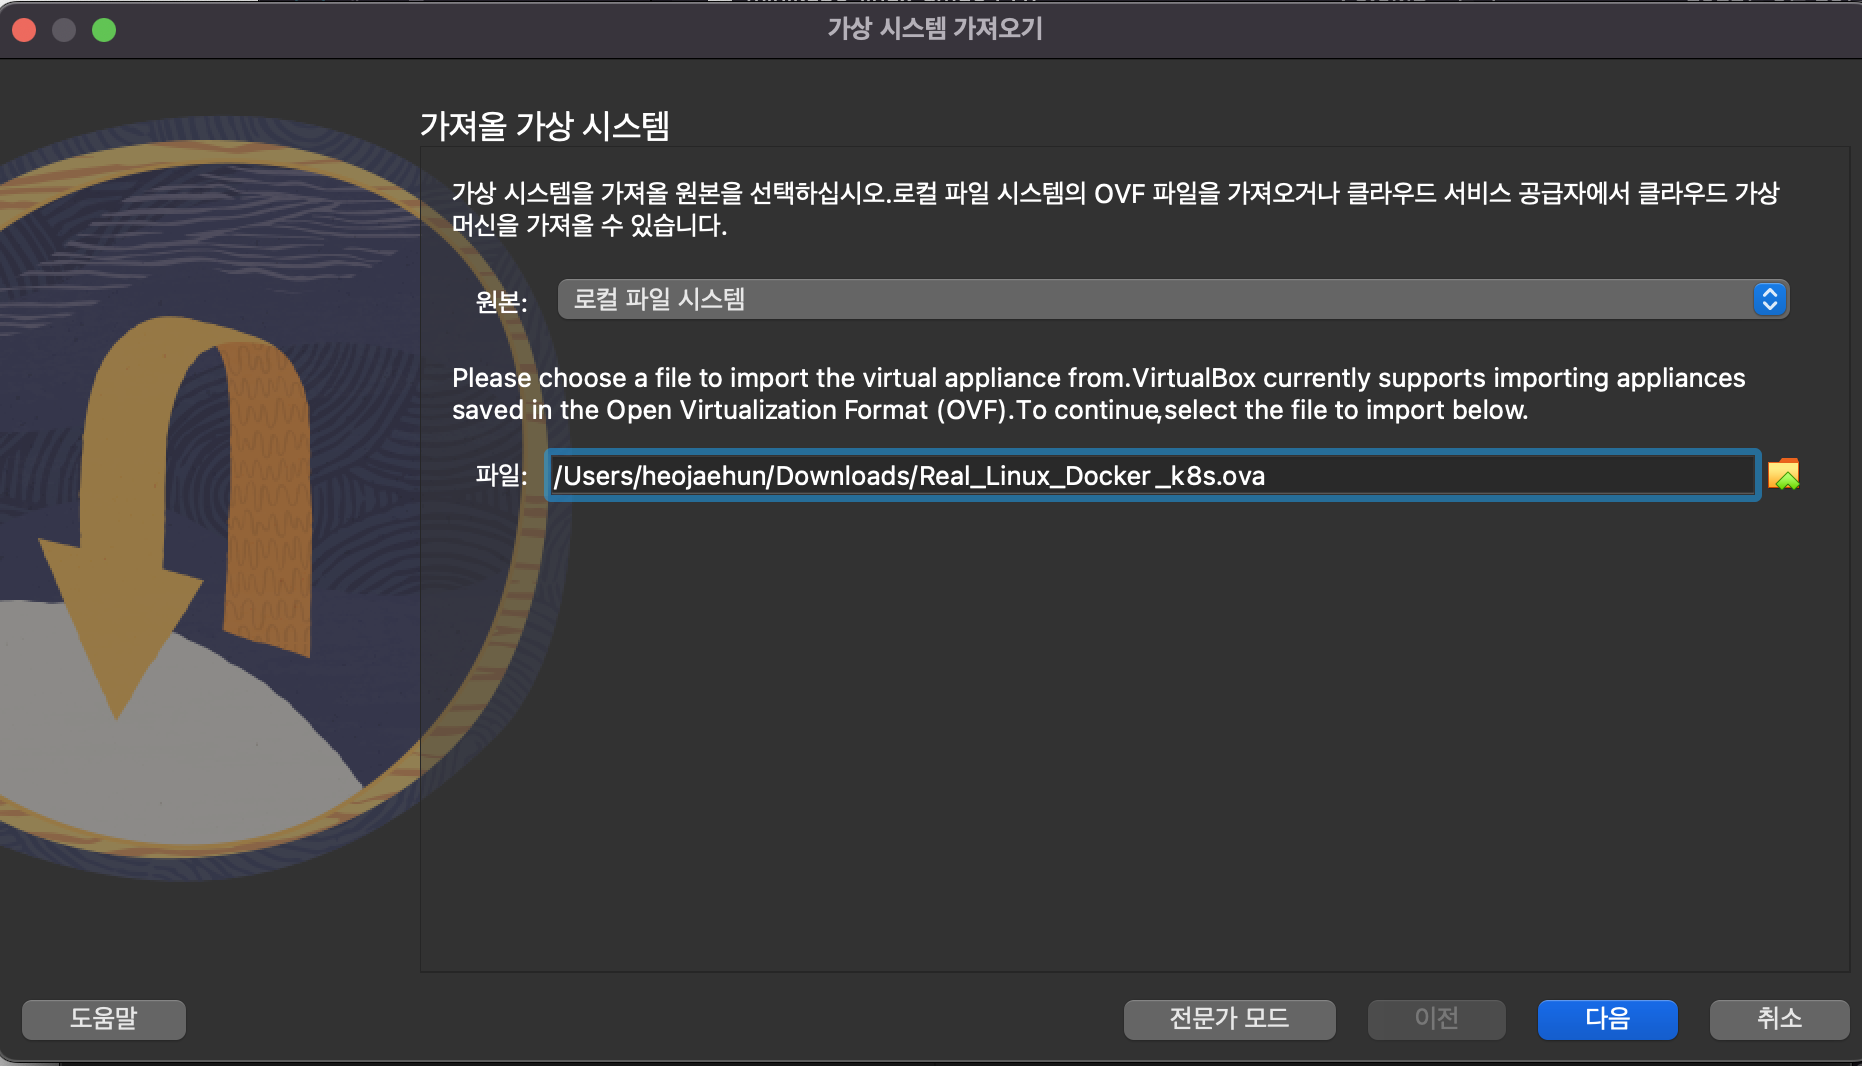 가상 시스템 가져오기
가져올 가상 시스템
가상 시스템을 가져올 원본을 선택하십시오.로컬 파일 시스템의 OVF 파일을 가져오거나 클라우드 서비스 공급자에서 클라우드 가상
머신을 가져올 수 있습니다.
원본: 로컬 파일 시스템
Please choose a file to import the virtual appliance from.VirtualBox currently supports importing appliances
saved in the Open Virtualization Format (OVF).To continue,select the file to import below.
파일: /Users/heojaehun/Downloads/Real_Linux_Docker_k8s.ova
도움말 전문가 모드 이전 다음 취소